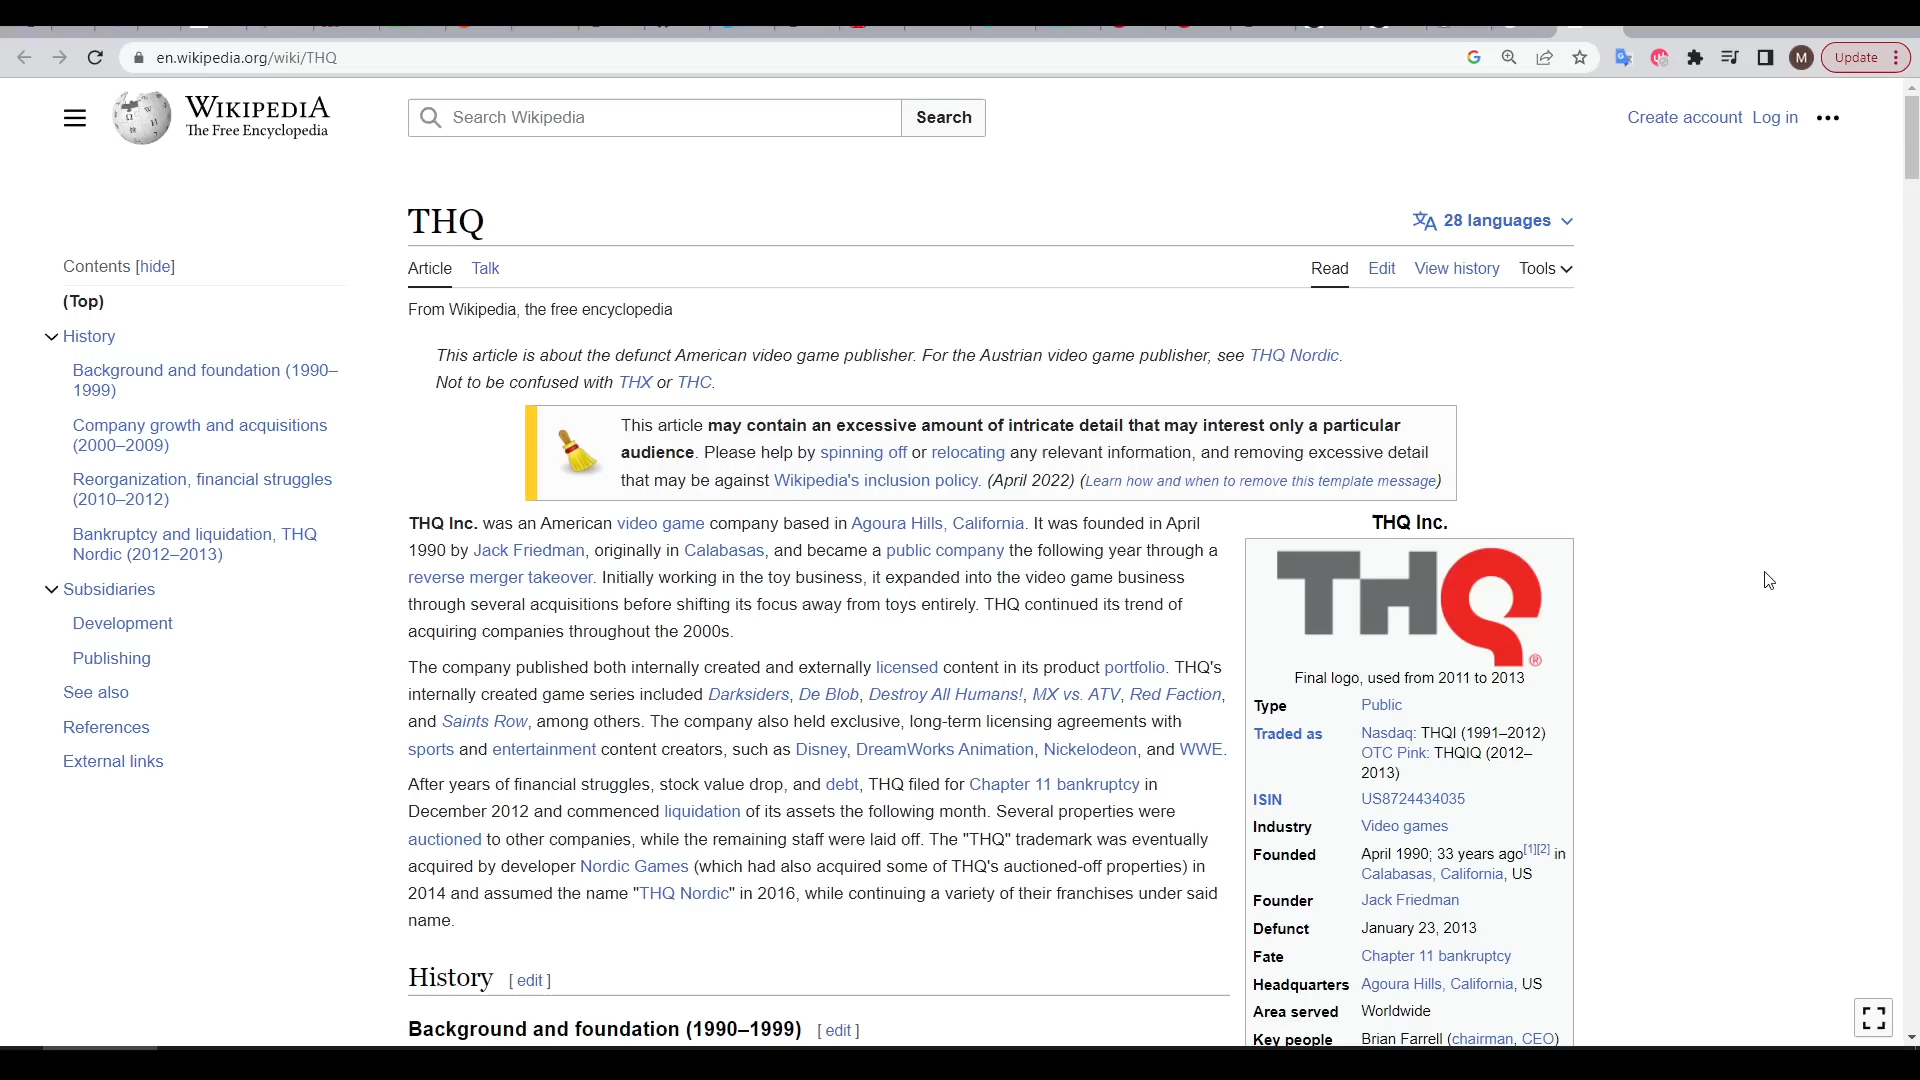 en.wikipedia.org/wiki/THQ
M
Update
WIKIPEDIA
The Free Encyclopedia
Search Wikipedia
Search
Create account Log in
THQ
28 languages
Contents [hide]
(Top)
History
Background and foundation (1990–
1999)
Company growth and acquisitions
(2000–2009)
Reorganization, financial struggles
(2010–2012)
Bankruptcy and liquidation, THQ
Nordic (2012–2013)
Subsidiaries
Development
Publishing
See also
References
External links
Article Talk
Read Edit View history Tools
From Wikipedia, the free encyclopedia
This article is about the defunct American video game publisher. For the Austrian video game publisher, see THQ Nordic.
Not to be confused with THX or THC.
This article may contain an excessive amount of intricate detail that may interest only a particular
audience. Please help by spinning off or relocating any relevant information, and removing excessive detail
that may be against Wikipedia's inclusion policy. (April 2022) (Learn how and when to remove this template message)
THQ Inc. was an American video game company based in Agoura Hills, California. It was founded in April
1990 by Jack Friedman, originally in Calabasas, and became a public company the following year through a
reverse merger takeover. Initially working in the toy business, it expanded into the video game business
through several acquisitions before shifting its focus away from toys entirely. THQ continued its trend of
acquiring companies throughout the 2000s.
The company published both internally created and externally licensed content in its product portfolio. THQ's
internally created game series included Darksiders, De Blob, Destroy All Humans!, MX vs. ATV, Red Faction,
and Saints Row, among others. The company also held exclusive, long-term licensing agreements with
sports and entertainment content creators, such as Disney, DreamWorks Animation, Nickelodeon, and WWE.
After years of financial struggles, stock value drop, and debt, THQ filed for Chapter 11 bankruptcy in
December 2012 and commenced liquidation of its assets the following month. Several properties were
auctioned to other companies, while the remaining staff were laid off. The "THQ" trademark was eventually
acquired by developer Nordic Games (which had also acquired some of THQ's auctioned-off properties) in
2014 and assumed the name "THQ Nordic" in 2016, while continuing a variety of their franchises under said
name.
History [ edit ]
Background and foundation (1990–1999) [ edit ]
THQ Inc.
THQ®
Final logo, used from 2011 to 2013
Type Public
Traded as Nasdaq: THQI (1991–2012)
OTC Pink: THQIQ (2012–
2013)
ISIN US8724434035
Industry Video games
Founded April 1990; 33 years ago[1][2] in
Calabasas, California, US
Founder Jack Friedman
Defunct January 23, 2013
Fate Chapter 11 bankruptcy
Headquarters Agoura Hills, California, US
Area served Worldwide
Key people Brian Farrell (chairman, CEO)